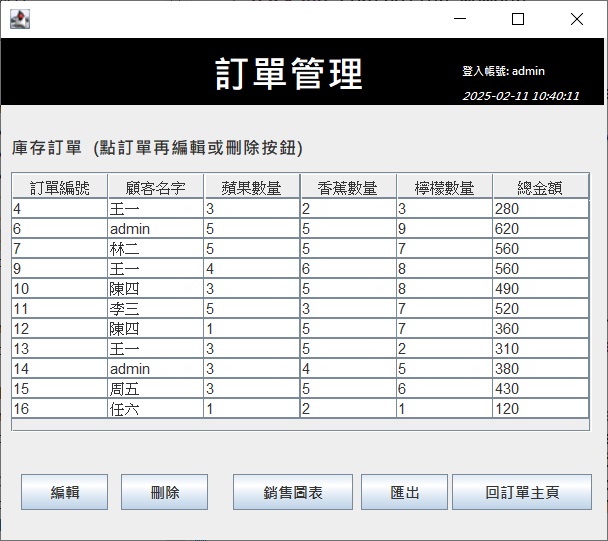 訂單管理
登入帳號: admin
2025-02-11 10:40:11
庫存訂單 (點訂單再編輯或刪除按鈕)
訂單編號 顧客名字 蘋果數量 香蕉數量 檸檬數量 總金額
4 王一 3 2 3 280
6 admin 5 5 9 620
7 林二 5 5 7 560
9 王一 4 6 8 560
10 陳四 3 5 8 490
11 李三 5 3 7 520
12 陳四 1 5 7 360
13 王一 3 5 2 310
14 admin 3 4 5 380
15 周五 3 5 6 430
16 任六 1 2 1 120
編輯 刪除 銷售圖表 匯出 回訂單主頁